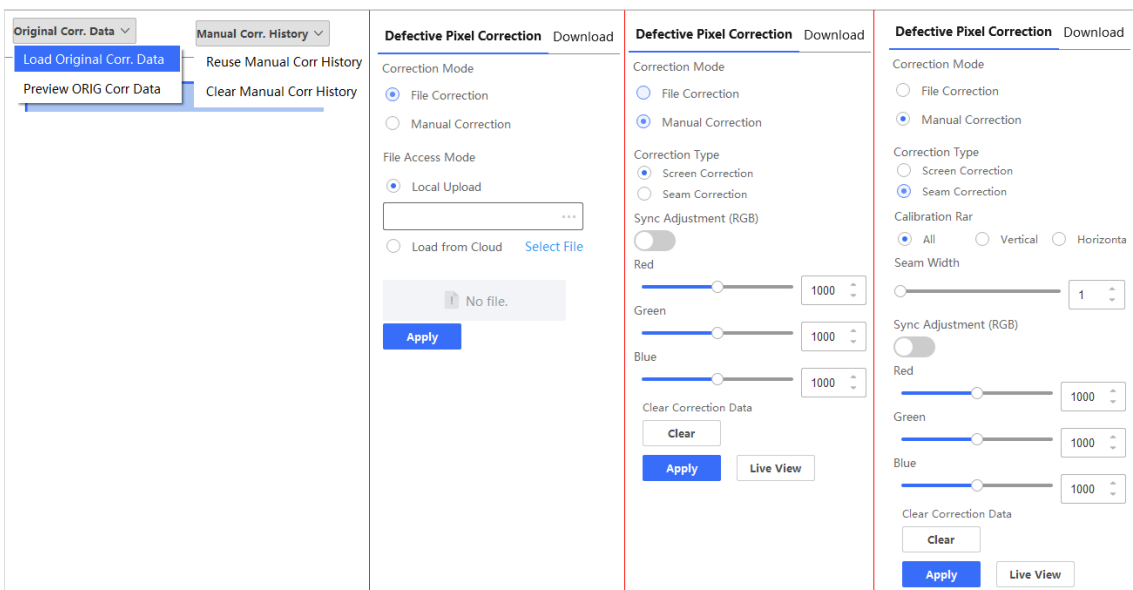 Original Corr. Data
Load Original Corr. Data
Preview ORIG Corr Data
Manual Corr. History
Reuse Manual Corr History
Clear Manual Corr History
Defective Pixel Correction Download
Correction Mode
File Correction
Manual Correction
File Access Mode
Local Upload
...
Load from Cloud Select File
No file.
Apply
Defective Pixel Correction Download
Correction Mode
File Correction
Manual Correction
Correction Type
Screen Correction
Seam Correction
Sync Adjustment (RGB)
Red
1000
Green
1000
Blue
1000
Clear Correction Data
Clear
Apply Live View
Defective Pixel Correction Download
Correction Mode
File Correction
Manual Correction
Correction Type
Screen Correction
Seam Correction
Calibration Rar
All Vertical Horizonta
Seam Width
1
Sync Adjustment (RGB)
Red
1000
Green
1000
Blue
1000
Clear Correction Data
Clear
Apply Live View